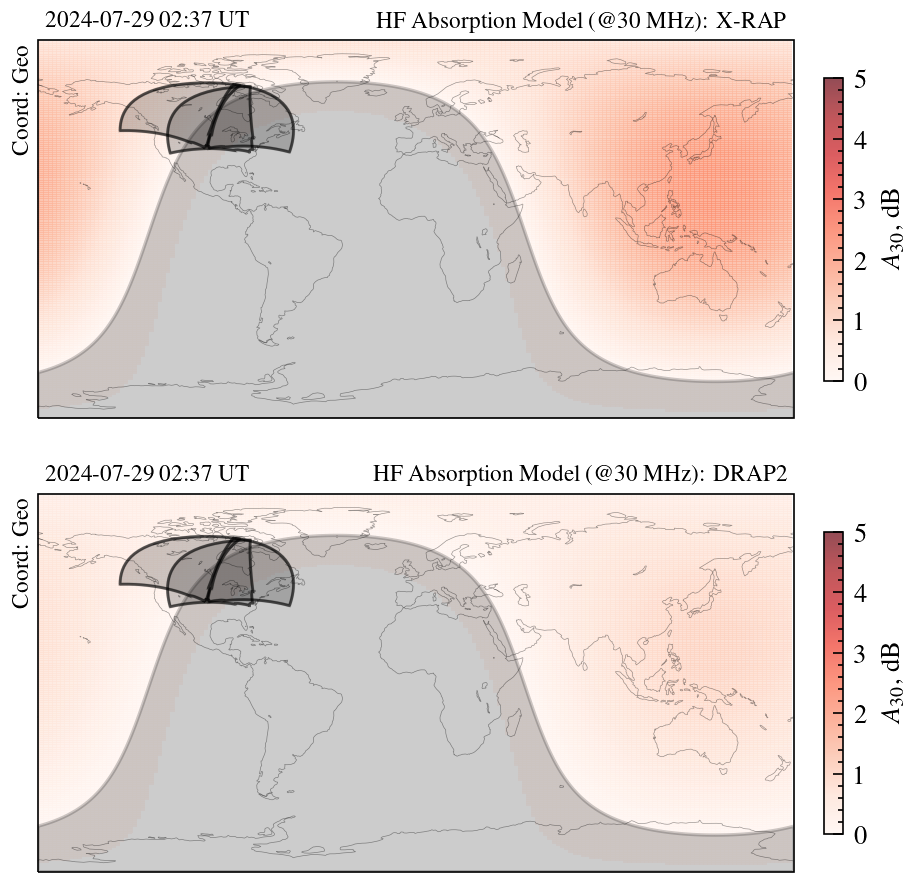 2024-07-29 02:37 UT
HF Absorption Model (@30 MHz): X-RAP
Coord: Geo
5
4
3
2
1
0
A30, dB
2024-07-29 02:37 UT
HF Absorption Model (@30 MHz): DRAP2
Coord: Geo
5
4
3
2
1
0
A30, dB